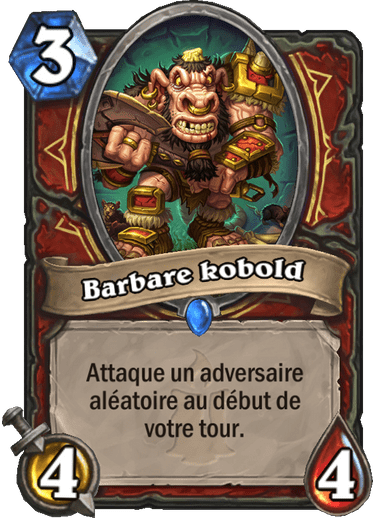 3
Barbare kobold
Attaque un adversaire
aléatoire au début de
votre tour.
4
4